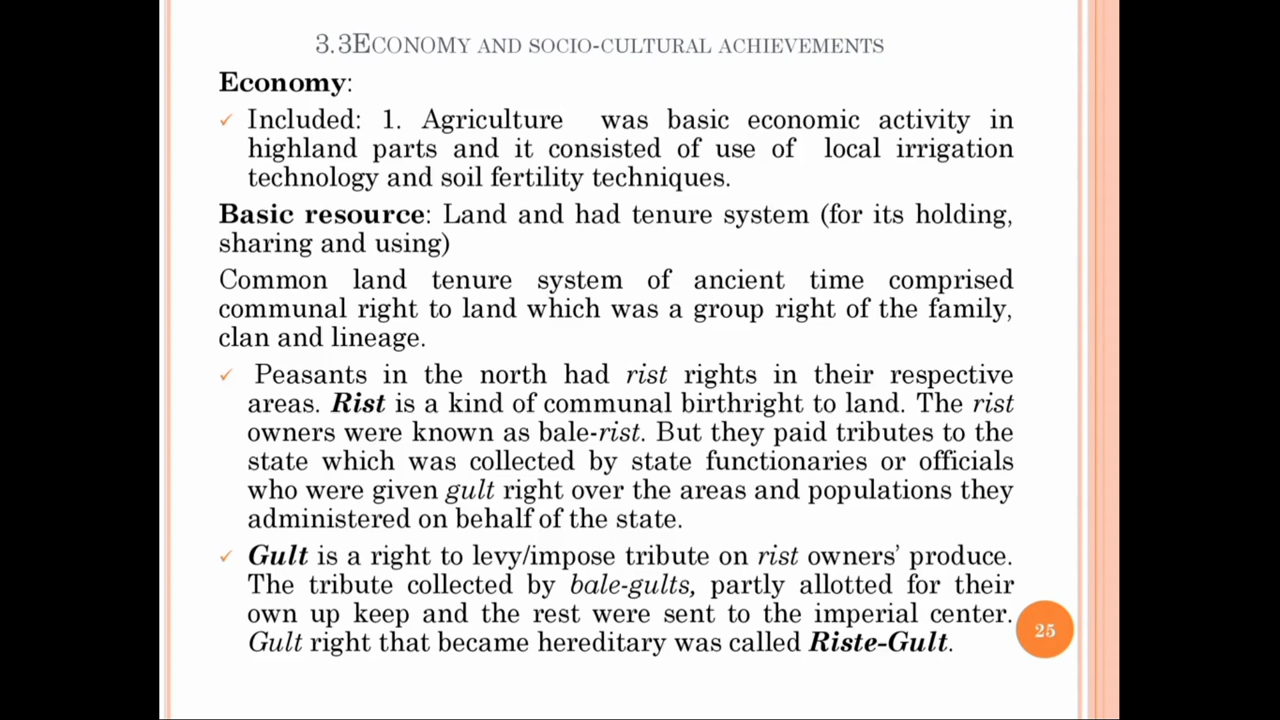 3.3ECONOMY AND SOCIO-CULTURAL ACHIEVEMENTS
Economy:
✓ Included: 1. Agriculture was basic economic activity in
highland parts and it consisted of use of local irrigation
technology and soil fertility techniques.
Basic resource: Land and had tenure system (for its holding,
sharing and using)
Common land tenure system of ancient time comprised
communal right to land which was a group right of the family,
clan and lineage.
✓ Peasants in the north had rist rights in their respective
areas. Rist is a kind of communal birthright to land. The rist
owners were known as bale-rist. But they paid tributes to the
state which was collected by state functionaries or officials
who were given gult right over the areas and populations they
administered on behalf of the state.
✓ Gult is a right to levy/impose tribute on rist owners’ produce.
The tribute collected by bale-gults, partly allotted for their
own up keep and the rest were sent to the imperial center.
Gult right that became hereditary was called Riste-Gult.
25